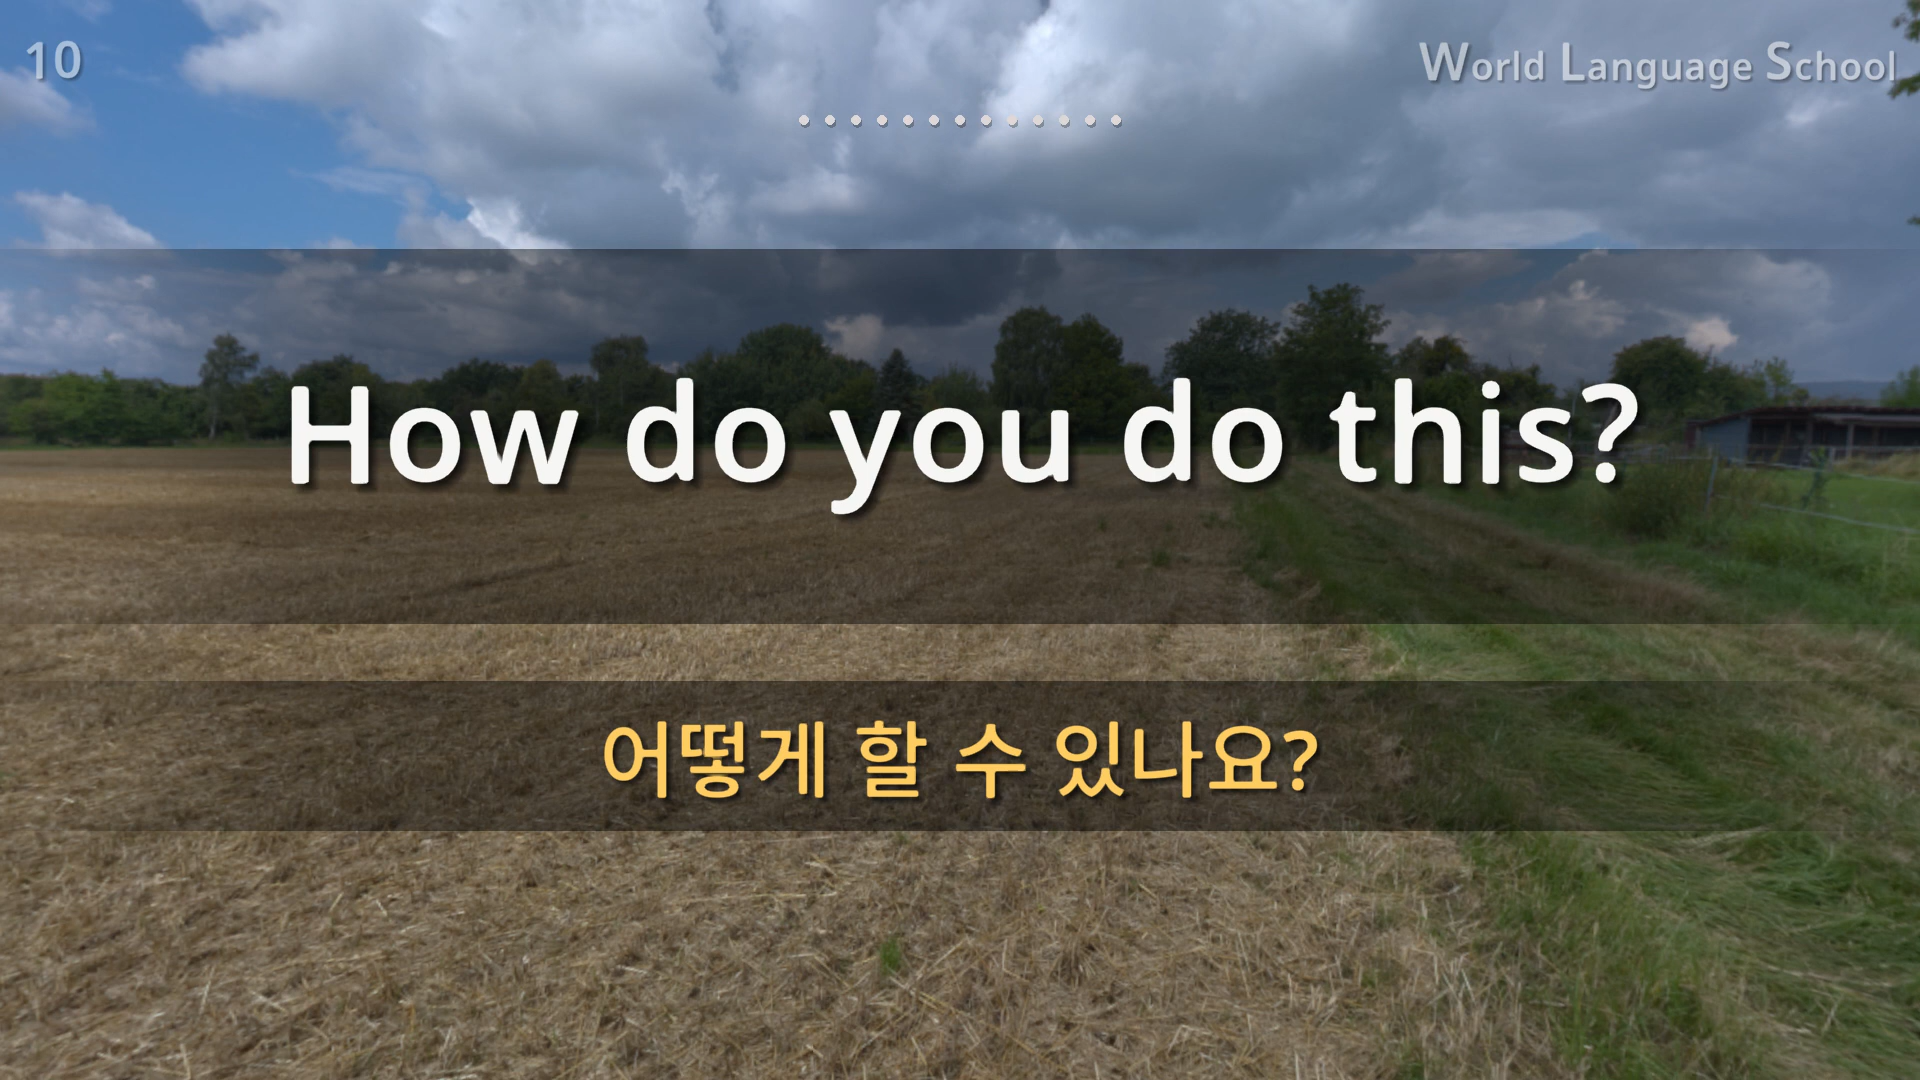 10
World Language School
How do you do this?
어떻게 할 수 있나요?